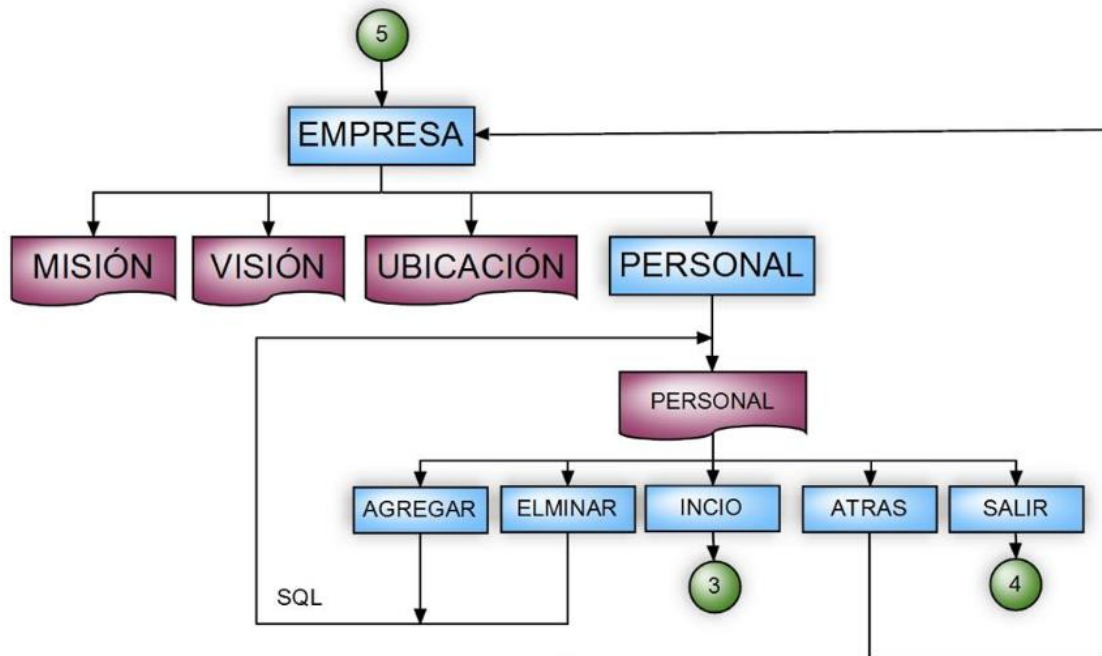 5
EMPRESA
MISIÓN
VISIÓN
UBICACIÓN
PERSONAL
PERSONAL
AGREGAR
ELMINAR
INCIO
ATRAS
SALIR
3
4
SQL